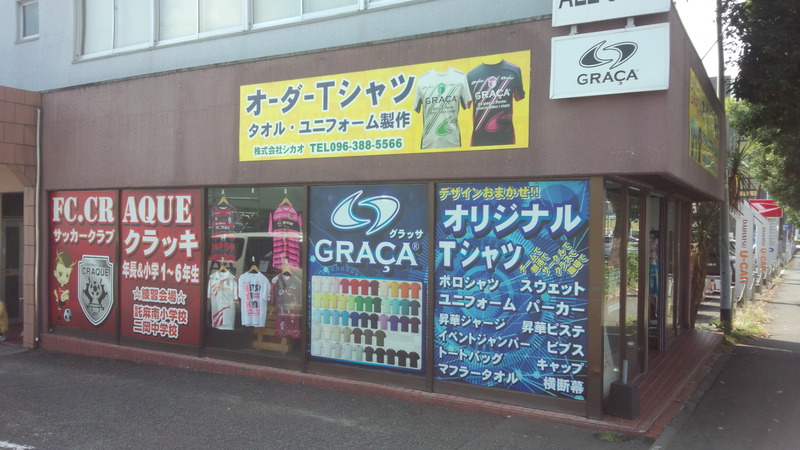 GRAÇA
オーダーTシャツ
タオル・ユニフォーム製作
株式会社シカオ TEL096-388-5566
GRAÇA
FC.CRAQUE
サッカークラブ
クラッキ
年長&小学1~6年生
☆練習会場☆
託麻南小学校
二岡中学校
CRAQUE
グラッサ
GRAÇA®
デザインおまかせ!!
オリジナル
Tシャツ
ポロシャツ スウェット
ユニフォーム パーカー
昇華ジャージ 昇華ピステ
イベントジャンパー ビブス
トートバッグ キャップ
マフラータオル 横断幕